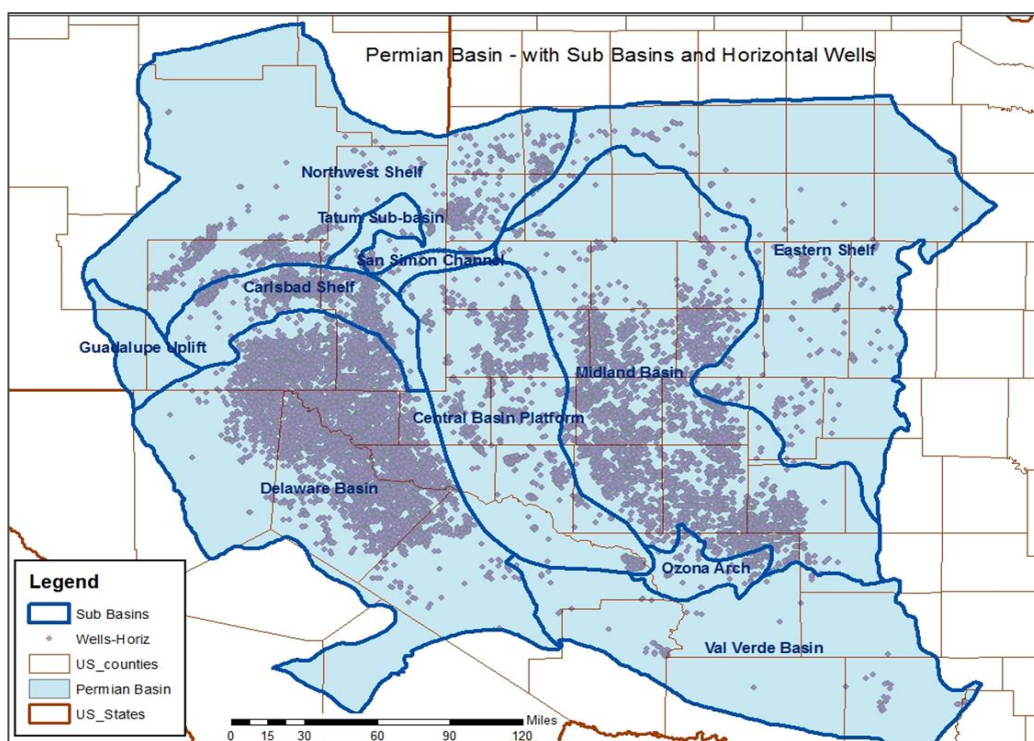 Permian Basin - with Sub Basins and Horizontal Wells
Northwest Shelf
Tatum Sub-basin
San Simon Channel
Eastern Shelf
Carlsbad Shelf
Guadalupe Uplift
Midland Basin
Central Basin Platform
Delaware Basin
Ozona Arch
Val Verde Basin
Legend
Sub Basins
Wells-Horiz
US_counties
Permian Basin
US_States
Miles
0 15 30 60 90 120